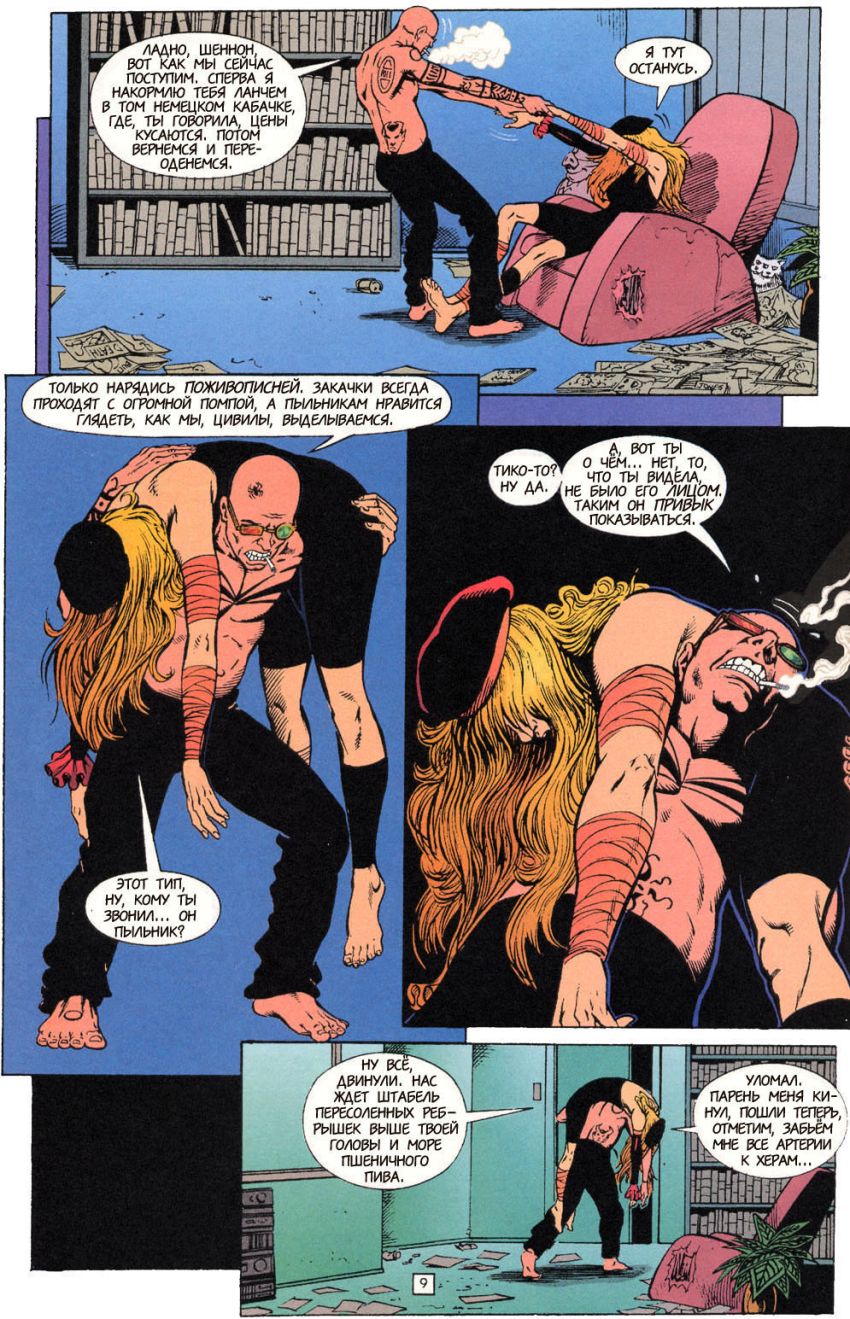 ЛАДНО, ШЕННОН,
ВОТ КАК МЫ СЕЙЧАС
ПОСТУПИМ. СПЕРВА Я
НАКОРМЛЮ ТЕБЯ ЛАНЧЕМ
В ТОМ НЕМЕЦКОМ КАБАЧКЕ,
ГДЕ, ТЫ ГОВОРИЛА, ЦЕНЫ
КУСАЮТСЯ. ПОТОМ
ВЕРНЕМСЯ И ПЕРЕ-
ОДЕНЕМСЯ.
Я ТУТ
ОСТАНУСЬ.
ТОЛЬКО НАРЯДИСЬ ПОЖИВОПИСНЕЙ. ЗАКАЧКИ ВСЕГДА
ПРОХОДЯТ С ОГРОМНОЙ ПОМПОЙ, А ПЫЛЬНИКАМ НРАВИТСЯ
ГЛЯДЕТЬ, КАК МЫ, ЦИВИЛЫ, ВЫДЕЛЫВАЕМСЯ.
ЭТОТ ТИП,
НУ, КОМУ ТЫ
ЗВОНИЛ... ОН
ПЫЛЬНИК?
ТИКО-ТО?
НУ ДА.
А, ВОТ ТЫ
О ЧЁМ... НЕТ, ТО,
ЧТО ТЫ ВИДЕЛА,
НЕ БЫЛО ЕГО ЛИЦОМ.
ТАКИМ ОН ПРИВЫК
ПОКАЗЫВАТЬСЯ.
НУ ВСЁ,
ДВИНУЛИ. НАС
ЖДЕТ ШТАБЕЛЬ
ПЕРЕСОЛЕННЫХ РЕБ-
РЫШЕК ВЫШЕ ТВОЕЙ
ГОЛОВЫ И МОРЕ
ПШЕНИЧНОГО
ПИВА.
УЛОМАЛ.
ПАРЕНЬ МЕНЯ КИ-
НУЛ, ПОШЛИ ТЕПЕРЬ,
ОТМЕТИМ, ЗАБЬЁМ
МНЕ ВСЕ АРТЕРИИ
К ХЕРАМ...
9